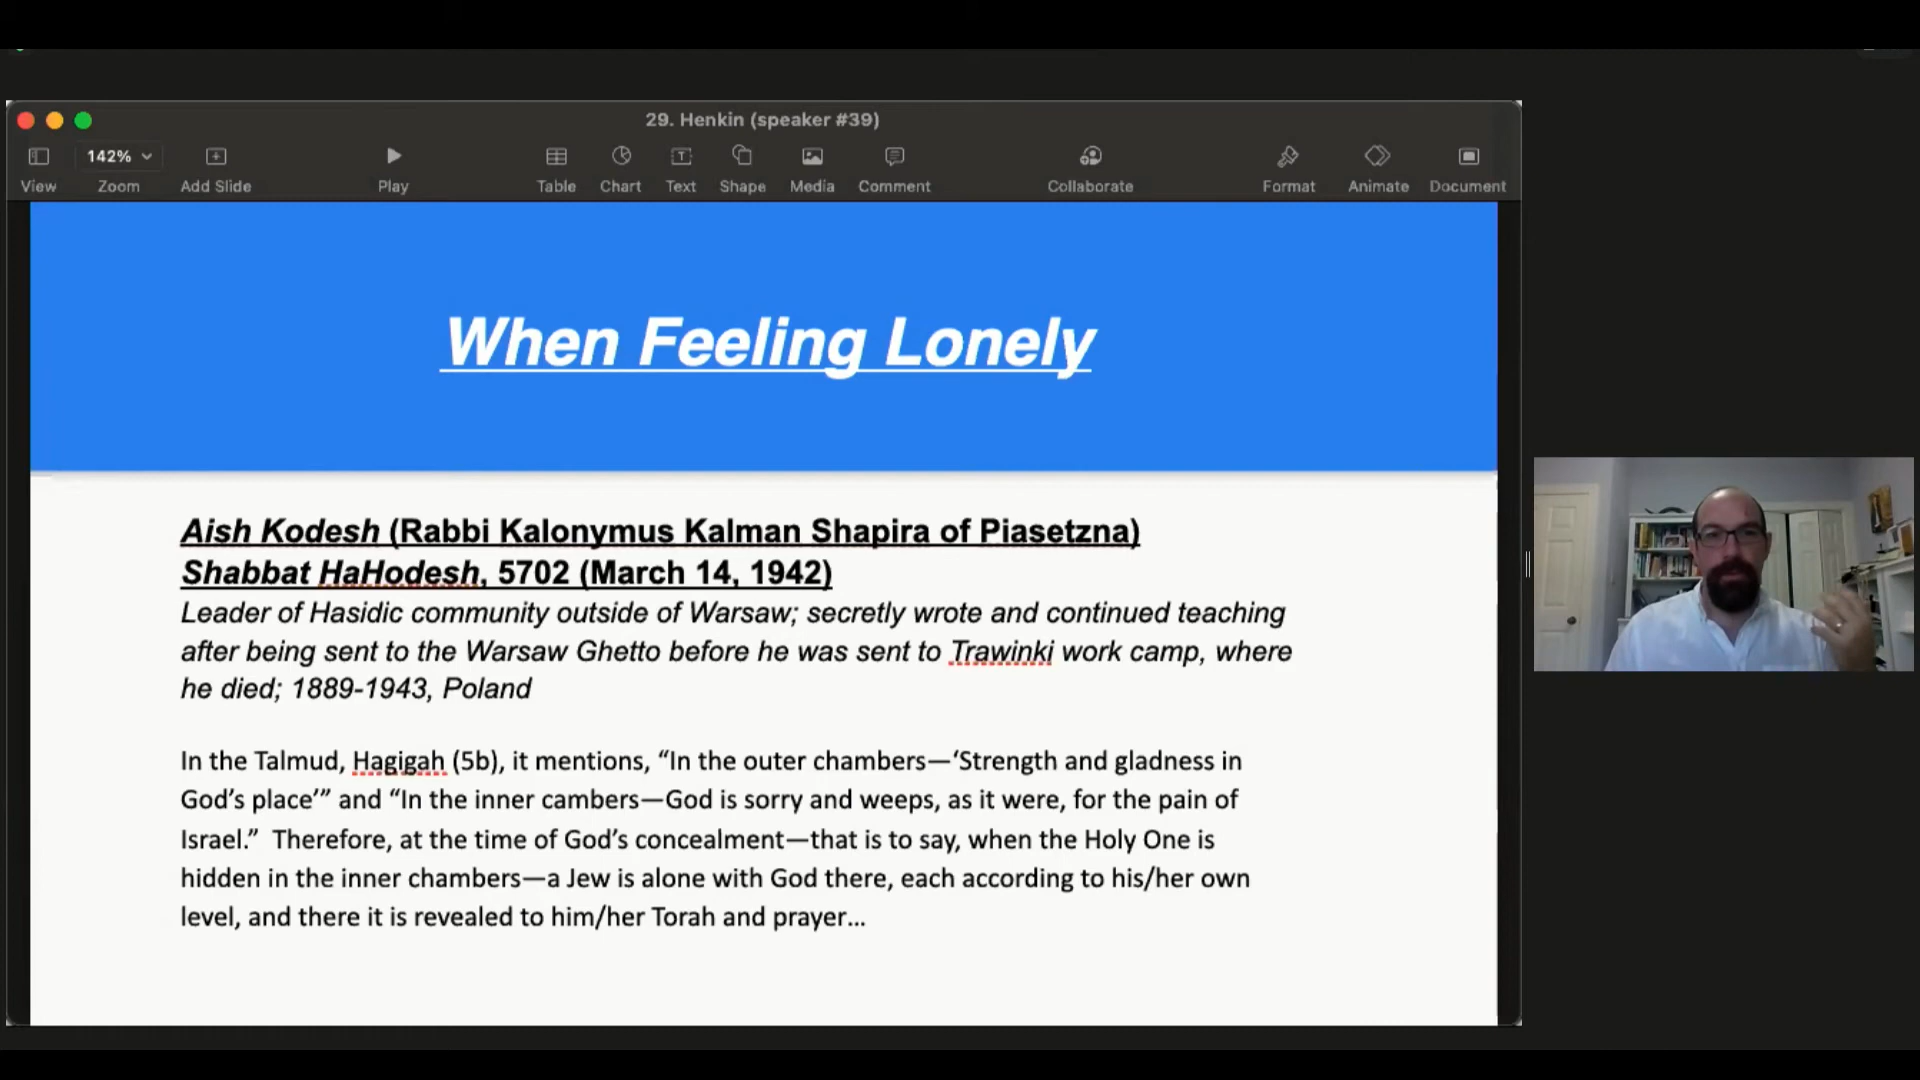 29. Henkin (speaker #39)
142%
View Zoom Add Slide Play Table Chart Text Shape Media Comment Collaborate Format Animate Document
When Feeling Lonely
Aish Kodesh (Rabbi Kalonymus Kalman Shapira of Piasetzna)
Shabbat HaHodesh, 5702 (March 14, 1942)
Leader of Hasidic community outside of Warsaw; secretly wrote and continued teaching
after being sent to the Warsaw Ghetto before he was sent to Trawinki work camp, where
he died; 1889-1943, Poland
In the Talmud, Hagigah (5b), it mentions, “In the outer chambers—‘Strength and gladness in
God’s place’” and “In the inner cambers—God is sorry and weeps, as it were, for the pain of
Israel.”  Therefore, at the time of God’s concealment—that is to say, when the Holy One is
hidden in the inner chambers—a Jew is alone with God there, each according to his/her own
level, and there it is revealed to him/her Torah and prayer…